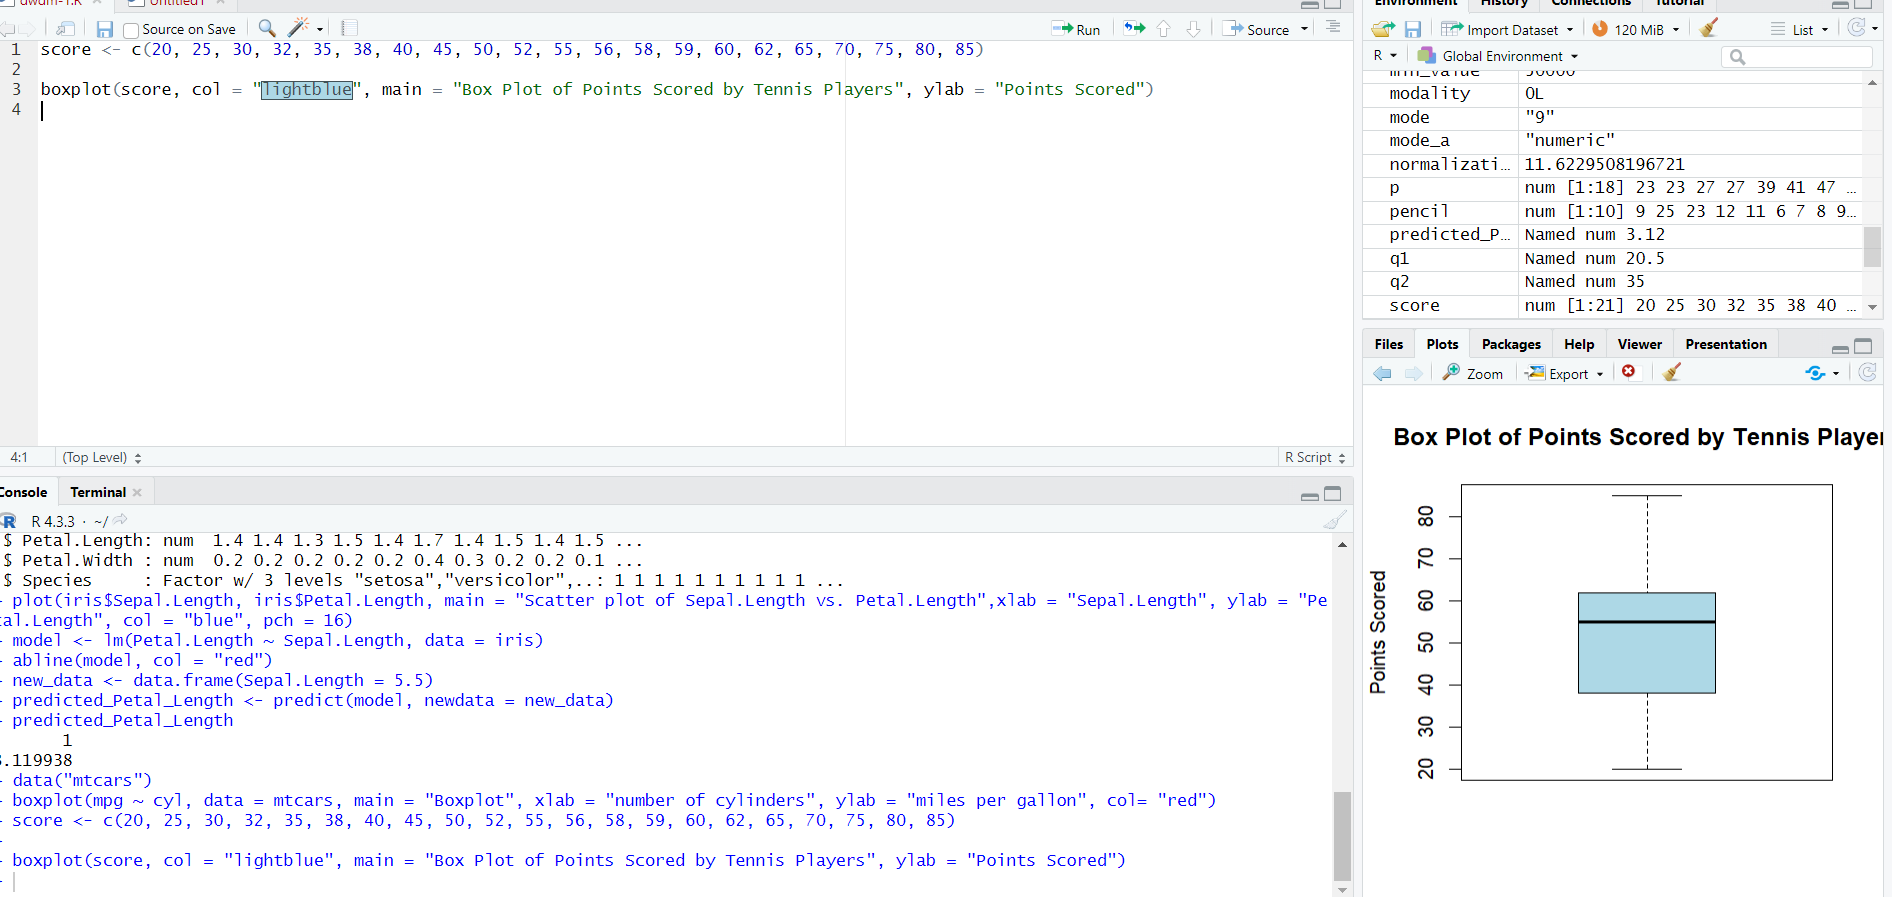 Source on Save
Run
Source
1 score <- c(20, 25, 30, 32, 35, 38, 40, 45, 50, 52, 55, 56, 58, 59, 60, 62, 65, 70, 75, 80, 85)
2
3 boxplot(score, col = "lightblue", main = "Box Plot of Points Scored by Tennis Players", ylab = "Points Scored")
4
4:1 (Top Level) R Script
Console Terminal
R R 4.3.3 · ~/
$ Petal.Length: num 1.4 1.4 1.3 1.5 1.4 1.7 1.4 1.5 1.4 1.5 ...
$ Petal.Width : num 0.2 0.2 0.2 0.2 0.2 0.4 0.3 0.2 0.2 0.1 ...
$ Species : Factor w/ 3 levels "setosa","versicolor",..: 1 1 1 1 1 1 1 1 1 1 ...
plot(iris$Sepal.Length, iris$Petal.Length, main = "Scatter plot of Sepal.Length vs. Petal.Length",xlab = "Sepal.Length", ylab = "Pe
tal.Length", col = "blue", pch = 16)
model <- lm(Petal.Length ~ Sepal.Length, data = iris)
abline(model, col = "red")
new_data <- data.frame(Sepal.Length = 5.5)
predicted_Petal_Length <- predict(model, newdata = new_data)
predicted_Petal_Length
1
3.119938
data("mtcars")
boxplot(mpg ~ cyl, data = mtcars, main = "Boxplot", xlab = "number of cylinders", ylab = "miles per gallon", col= "red")
score <- c(20, 25, 30, 32, 35, 38, 40, 45, 50, 52, 55, 56, 58, 59, 60, 62, 65, 70, 75, 80, 85)
boxplot(score, col = "lightblue", main = "Box Plot of Points Scored by Tennis Players", ylab = "Points Scored")
Environment History Connections Tutorial
Import Dataset 120 MiB List
R Global Environment
min_value 50000
modality OL
mode "9"
mode_a "numeric"
normalizati… 11.6229508196721
p num [1:18] 23 23 27 27 39 41 47 …
pencil num [1:10] 9 25 23 12 11 6 7 8 9…
predicted_P… Named num 3.12
q1 Named num 20.5
q2 Named num 35
score num [1:21] 20 25 30 32 35 38 40 …
Files Plots Packages Help Viewer Presentation
Zoom Export
Box Plot of Points Scored by Tennis Player
Points Scored
80
70
60
50
40
30
20